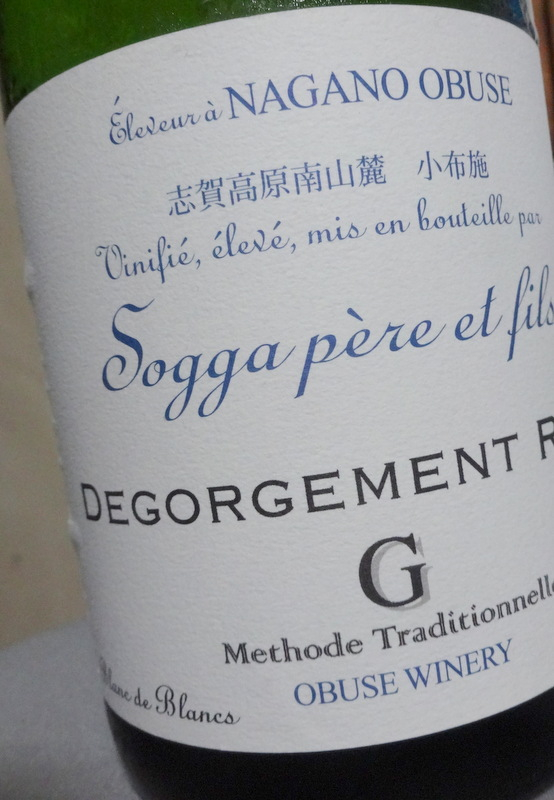 Éleveur à NAGANO OBUSE
志賀高原南山麓 小布施
Vinifié, élevé, mis en bouteille par
Sogga père et fils
DEGORGEMENT R
G
Methode Traditionnelle
Blanc de Blancs
OBUSE WINERY